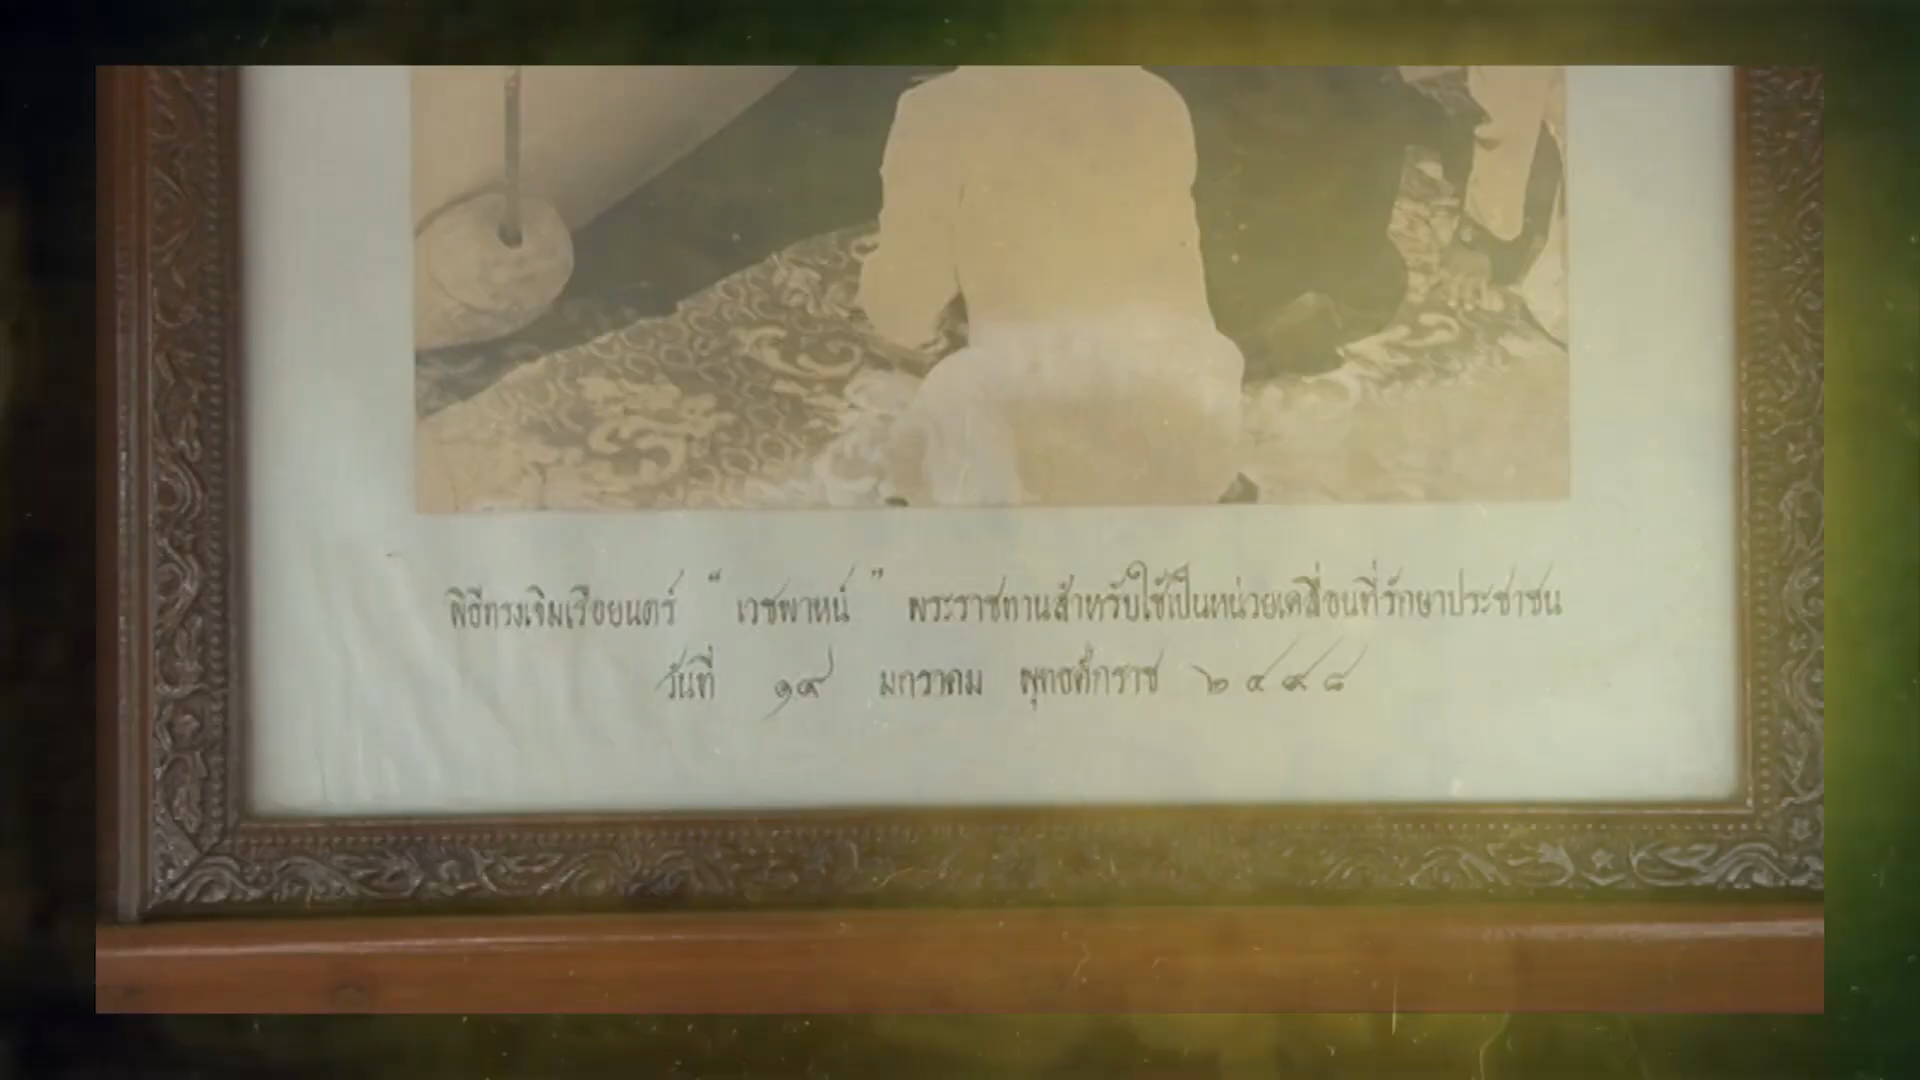 พิธีทรงเจิมเรือยนตร์ " เวชพาหน์ " พระราชทานสำหรับใช้เป็นหน่วยเคลื่อนที่รักษาประชาชน
วันที่ ๑๙ มกราคม พุทธศักราช ๒๔๙๘